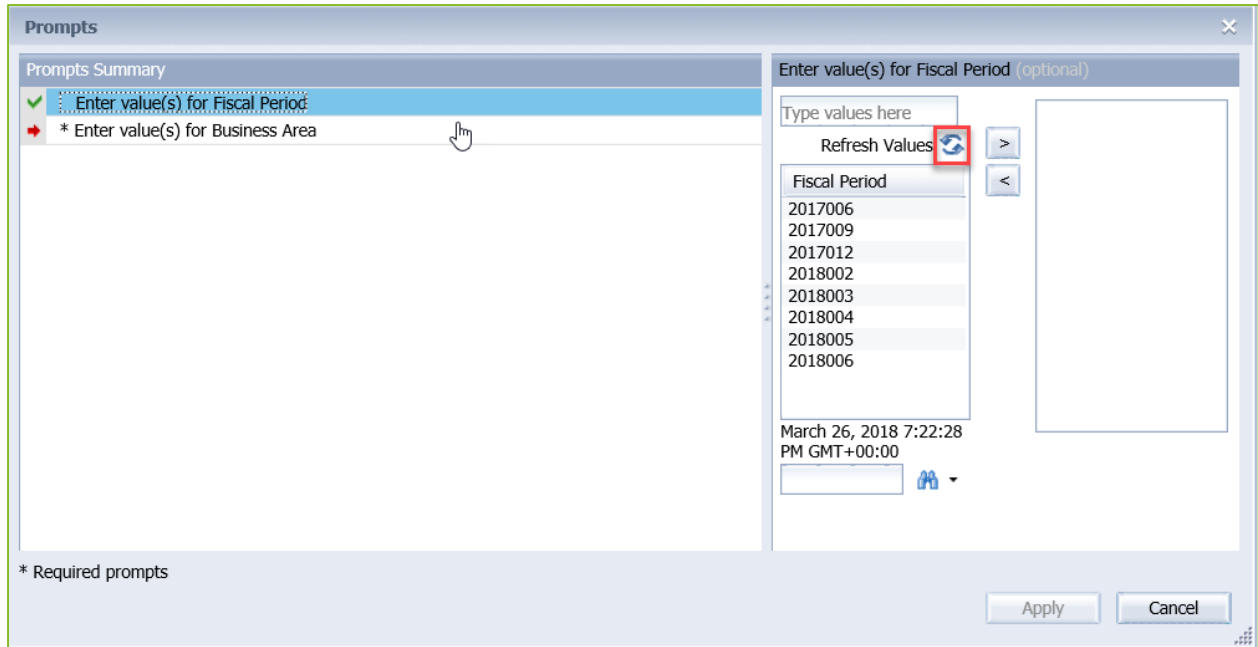 Prompts
Prompts Summary
Enter value(s) for Fiscal Period
* Enter value(s) for Business Area
Enter value(s) for Fiscal Period (optional)
Type values here
Refresh Values
>
<
Fiscal Period
2017006
2017009
2017012
2018002
2018003
2018004
2018005
2018006
March 26, 2018 7:22:28
PM GMT+00:00
* Required prompts
Apply
Cancel